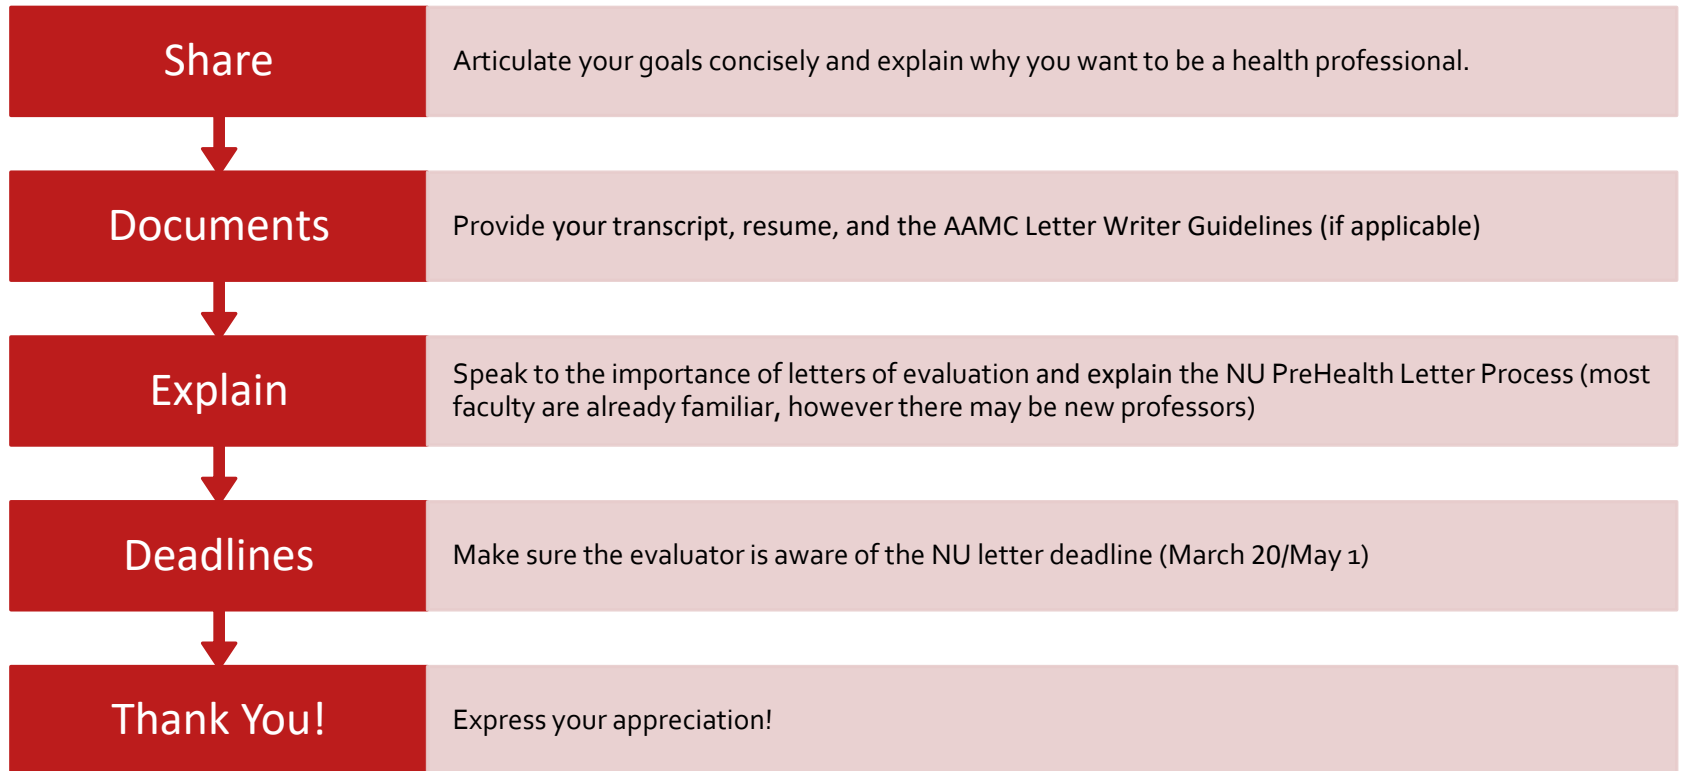 Share
Articulate your goals concisely and explain why you want to be a health professional.
Documents
Provide your transcript, resume, and the AAMC Letter Writer Guidelines (if applicable)
Explain
Speak to the importance of letters of evaluation and explain the NU PreHealth Letter Process (most
faculty are already familiar, however there may be new professors)
Deadlines
Make sure the evaluator is aware of the NU letter deadline (March 20/May 1)
Thank You!
Express your appreciation!